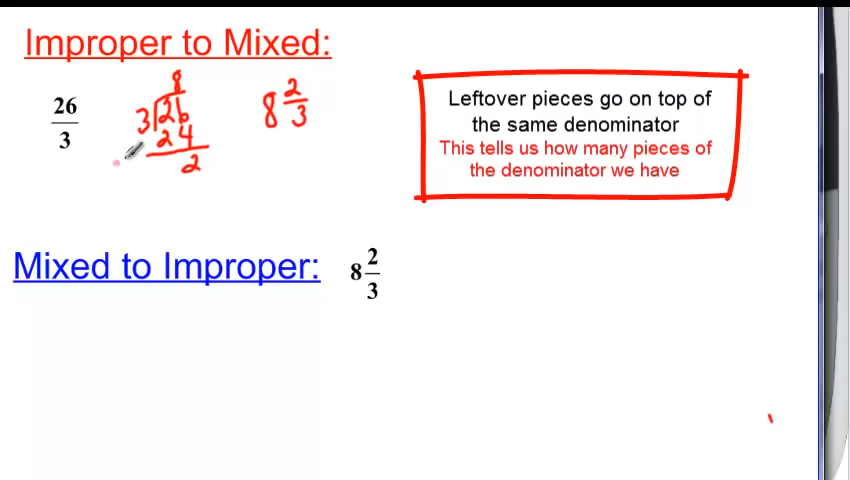 Improper to Mixed:
26/3
8
3 26
24
2
8 2/3
Leftover pieces go on top of
the same denominator
This tells us how many pieces of
the denominator we have
Mixed to Improper: 8 2/3